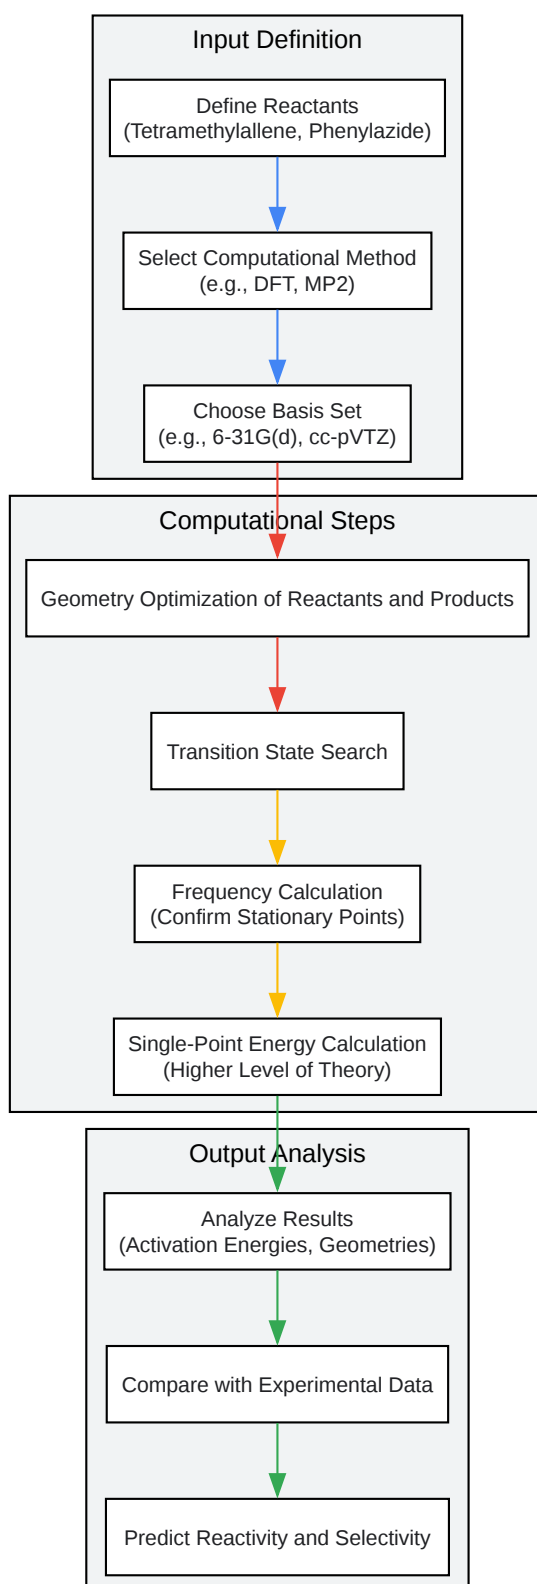 Input Definition
Define Reactants
(Tetramethylallene, Phenylazide)
Select Computational Method
(e.g., DFT, MP2)
Choose Basis Set
(e.g., 6-31G(d), cc-pVTZ)
Computational Steps
Geometry Optimization of Reactants and Products
Transition State Search
Frequency Calculation
(Confirm Stationary Points)
Single-Point Energy Calculation
(Higher Level of Theory)
Output Analysis
Analyze Results
(Activation Energies, Geometries)
Compare with Experimental Data
Predict Reactivity and Selectivity